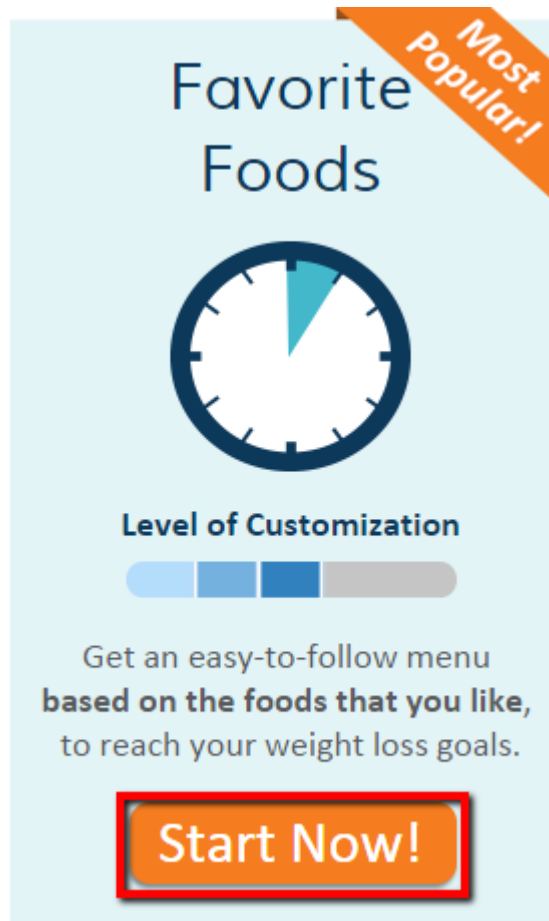 Most
Popular!
Favorite
Foods
Level of Customization
Get an easy-to-follow menu
based on the foods that you like,
to reach your weight loss goals.
Start Now!